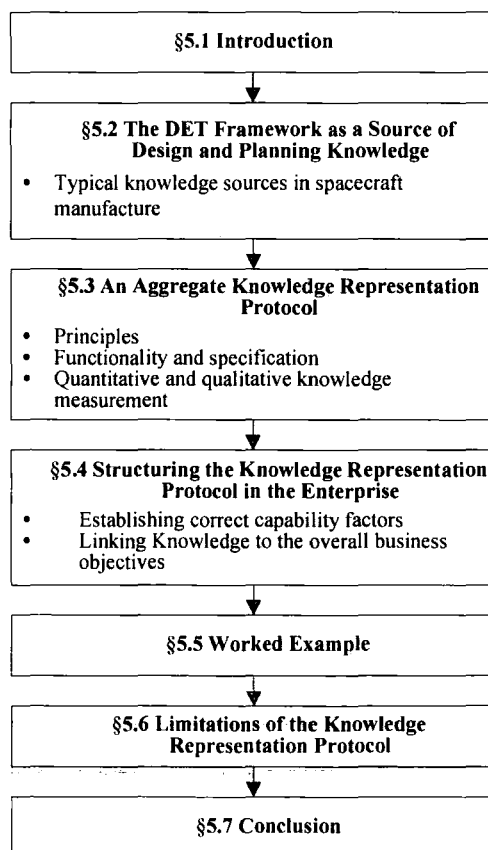 §5.1 Introduction
§5.2 The DET Framework as a Source of
Design and Planning Knowledge
• Typical knowledge sources in spacecraft
manufacture
§5.3 An Aggregate Knowledge Representation
Protocol
• Principles
• Functionality and specification
• Quantitative and qualitative knowledge
measurement
§5.4 Structuring the Knowledge Representation
Protocol in the Enterprise
• Establishing correct capability factors
• Linking Knowledge to the overall business
objectives
§5.5 Worked Example
§5.6 Limitations of the Knowledge
Representation Protocol
§5.7 Conclusion